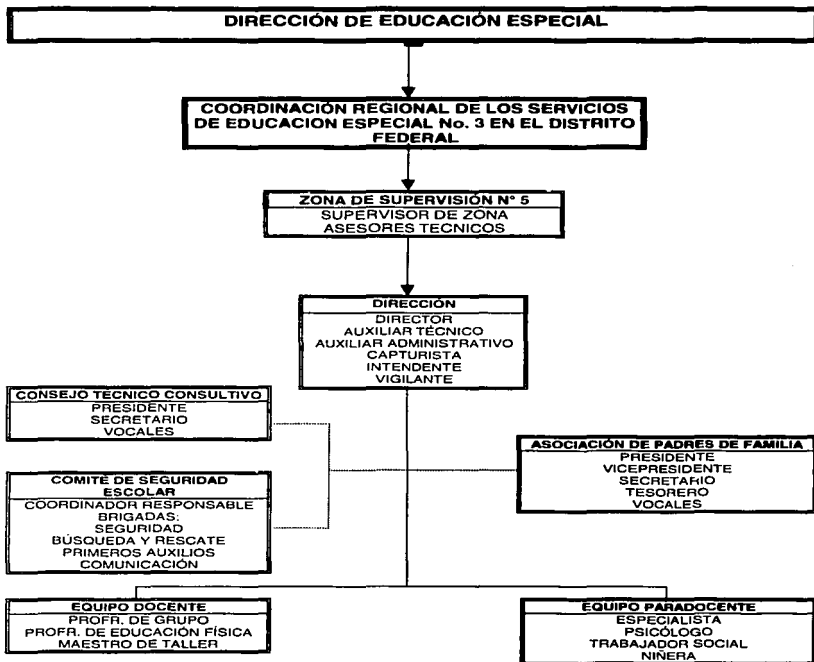 DIRECCIÓN DE EDUCACIÓN ESPECIAL
COORDINACIÓN REGIONAL DE LOS SERVICIOS
DE EDUCACION ESPECIAL No. 3 EN EL DISTRITO
FEDERAL
ZONA DE SUPERVISIÓN N° 5
SUPERVISOR DE ZONA
ASESORES TECNICOS
DIRECCIÓN
DIRECTOR
AUXILIAR TÉCNICO
AUXILIAR ADMINISTRATIVO
CAPTURISTA
INTENDENTE
VIGILANTE
CONSEJO TECNICO CONSULTIVO
PRESIDENTE
SECRETARIO
VOCALES
ASOCIACIÓN DE PADRES DE FAMILIA
PRESIDENTE
VICEPRESIDENTE
SECRETARIO
TESORERO
VOCALES
COMITÉ DE SEGURIDAD
ESCOLAR
COORDINADOR RESPONSABLE
BRIGADAS:
SEGURIDAD
BÚSQUEDA Y RESCATE
PRIMEROS AUXILIOS
COMUNICACIÓN
EQUIPO DOCENTE
PROFR. DE GRUPO
PROFR. DE EDUCACIÓN FÍSICA
MAESTRO DE TALLER
EQUIPO PARADOCENTE
ESPECIALISTA
PSICÓLOGO
TRABAJADOR SOCIAL
NIÑERA